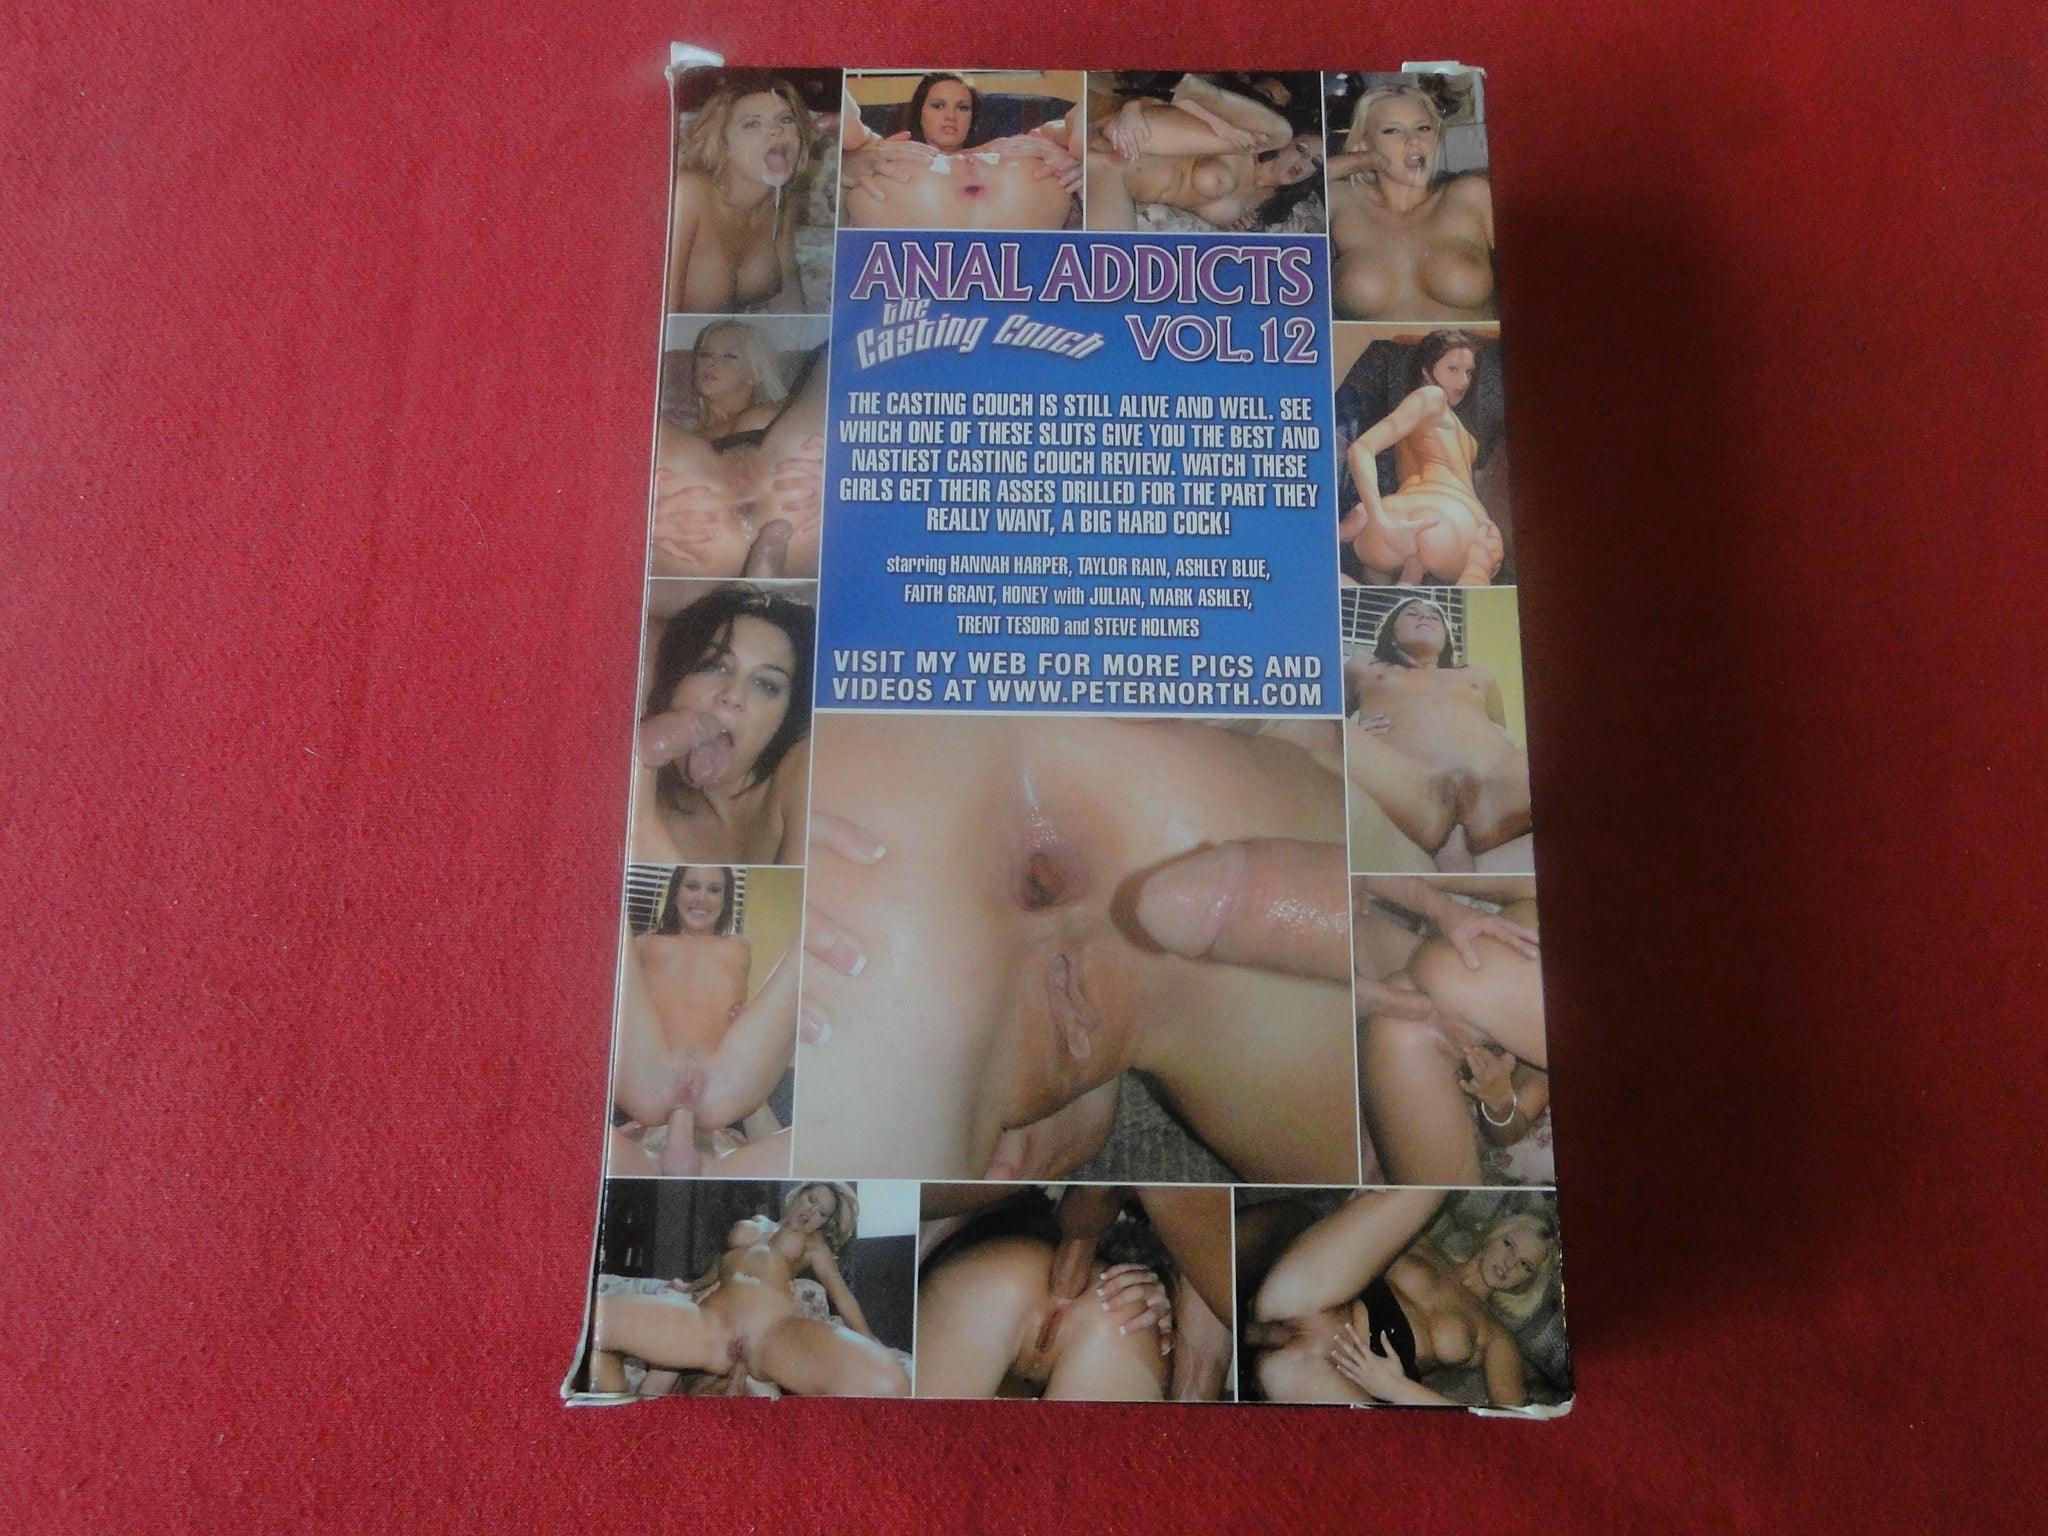 ANAL ADDICTS
the
Casting Couch VOL. 12
THE CASTING COUCH IS STILL ALIVE AND WELL. SEE
WHICH ONE OF THESE SLUTS GIVE YOU THE BEST AND
NASTIEST CASTING COUCH REVIEW. WATCH THESE
GIRLS GET THEIR ASSES DRILLED FOR THE PART THEY
REALLY WANT, A BIG HARD COCK!
starring HANNAH HARPER, TAYLOR RAIN, ASHLEY BLUE,
FAITH GRANT, HONEY with JULIAN, MARK ASHLEY,
TRENT TESORO and STEVE HOLMES
VISIT MY WEB FOR MORE PICS AND
VIDEOS AT WWW.PETERNORTH.COM